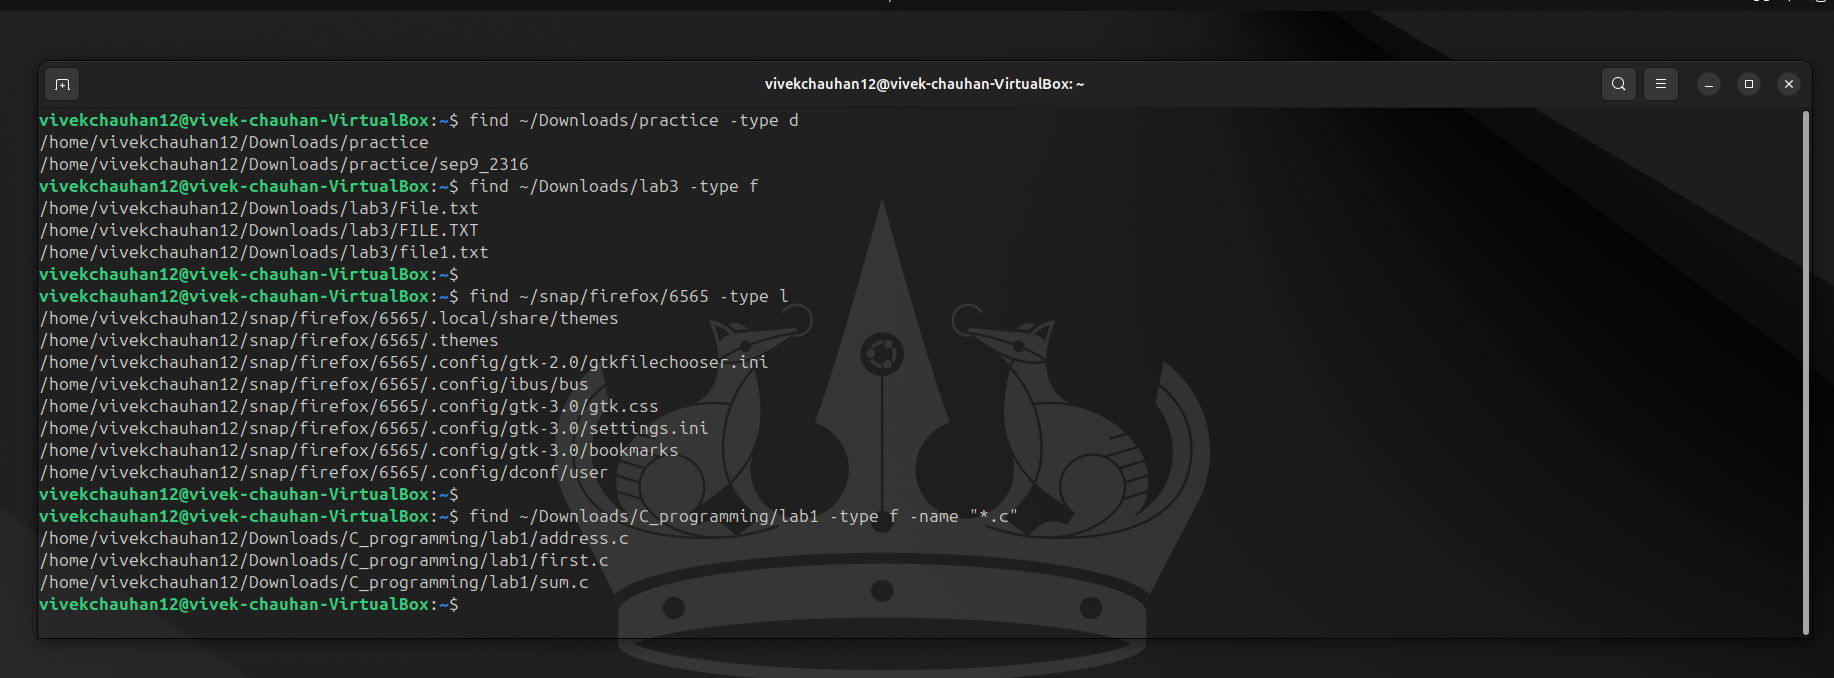 vivekchauhan12@vivek-chauhan-VirtualBox: ~
vivekchauhan12@vivek-chauhan-VirtualBox:~$ find ~/Downloads/practice -type d
/home/vivekchauhan12/Downloads/practice
/home/vivekchauhan12/Downloads/practice/sep9_2316
vivekchauhan12@vivek-chauhan-VirtualBox:~$ find ~/Downloads/lab3 -type f
/home/vivekchauhan12/Downloads/lab3/File.txt
/home/vivekchauhan12/Downloads/lab3/FILE.TXT
/home/vivekchauhan12/Downloads/lab3/file1.txt
vivekchauhan12@vivek-chauhan-VirtualBox:~$
vivekchauhan12@vivek-chauhan-VirtualBox:~$ find ~/snap/firefox/6565 -type l
/home/vivekchauhan12/snap/firefox/6565/.local/share/themes
/home/vivekchauhan12/snap/firefox/6565/.themes
/home/vivekchauhan12/snap/firefox/6565/.config/gtk-2.0/gtkfilechooser.ini
/home/vivekchauhan12/snap/firefox/6565/.config/ibus/bus
/home/vivekchauhan12/snap/firefox/6565/.config/gtk-3.0/gtk.css
/home/vivekchauhan12/snap/firefox/6565/.config/gtk-3.0/settings.ini
/home/vivekchauhan12/snap/firefox/6565/.config/gtk-3.0/bookmarks
/home/vivekchauhan12/snap/firefox/6565/.config/dconf/user
vivekchauhan12@vivek-chauhan-VirtualBox:~$
vivekchauhan12@vivek-chauhan-VirtualBox:~$ find ~/Downloads/C_programming/lab1 -type f -name "*.c"
/home/vivekchauhan12/Downloads/C_programming/lab1/address.c
/home/vivekchauhan12/Downloads/C_programming/lab1/first.c
/home/vivekchauhan12/Downloads/C_programming/lab1/sum.c
vivekchauhan12@vivek-chauhan-VirtualBox:~$